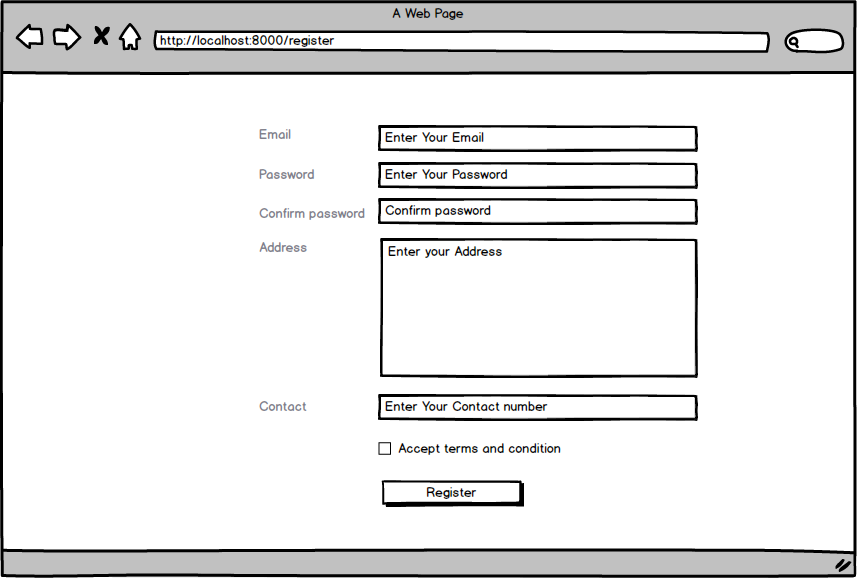 A Web Page
http://localhost:8000/register
Email
Enter Your Email
Password
Enter Your Password
Confirm password
Confirm password
Address
Enter your Address
Contact
Enter Your Contact number
Accept terms and condition
Register